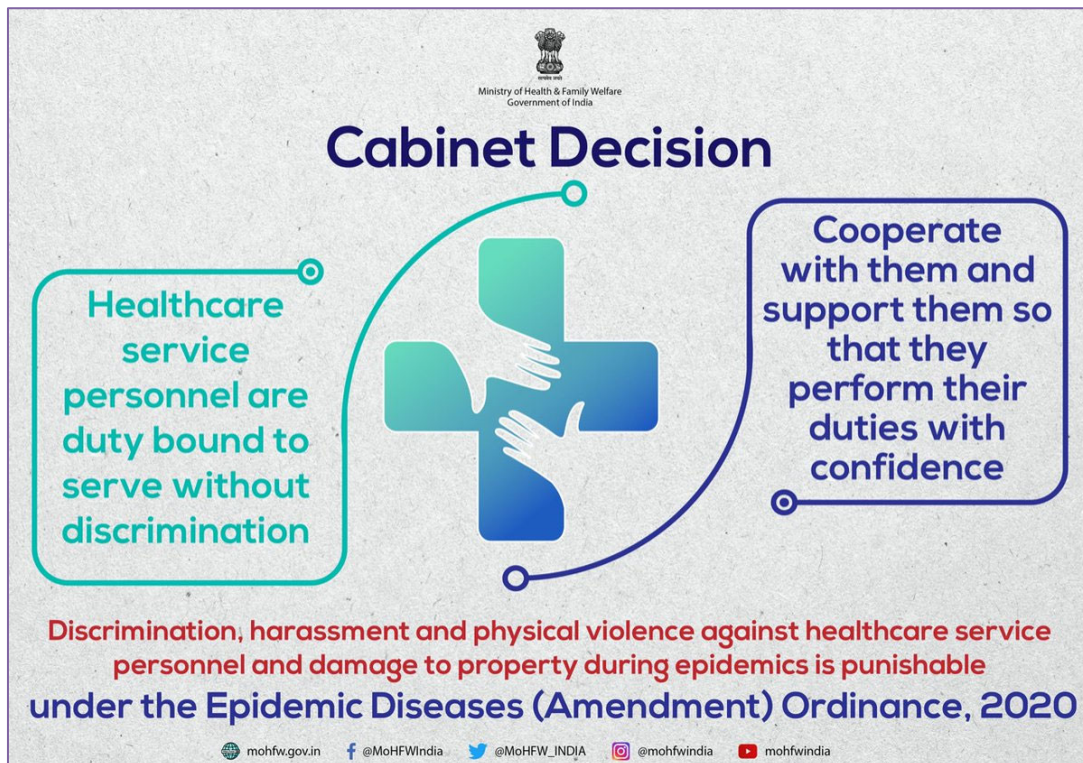 Ministry of Health & Family Welfare
Government of India
Cabinet Decision
Healthcare
service
personnel are
duty bound to
serve without
discrimination
Cooperate
with them and
support them so
that they
perform their
duties with
confidence
Discrimination, harassment and physical violence against healthcare service
personnel and damage to property during epidemics is punishable
under the Epidemic Diseases (Amendment) Ordinance, 2020
mohfw.gov.in @MoHFWIndia @MoHFW_INDIA @mohfwindia mohfwindia